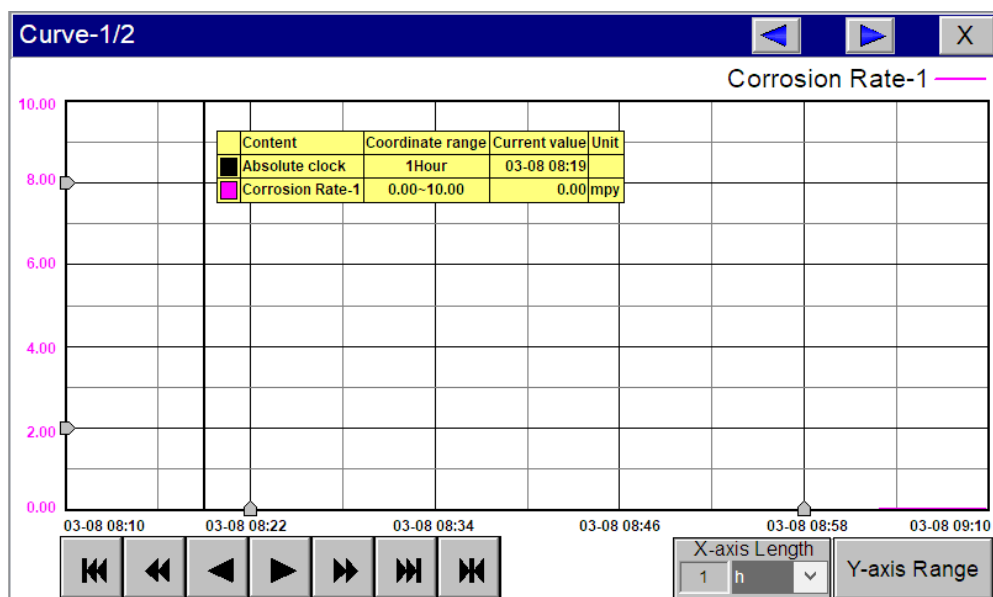 Curve-1/2 X
Corrosion Rate-1
10.00
8.00
6.00
4.00
2.00
0.00
Content Coordinate range Current value Unit
Absolute clock 1Hour 03-08 08:19
Corrosion Rate-1 0.00~10.00 0.00 mpy
03-08 08:10 03-08 08:22 03-08 08:34 03-08 08:46 03-08 08:58 03-08 09:10
X-axis Length
1 h
Y-axis Range